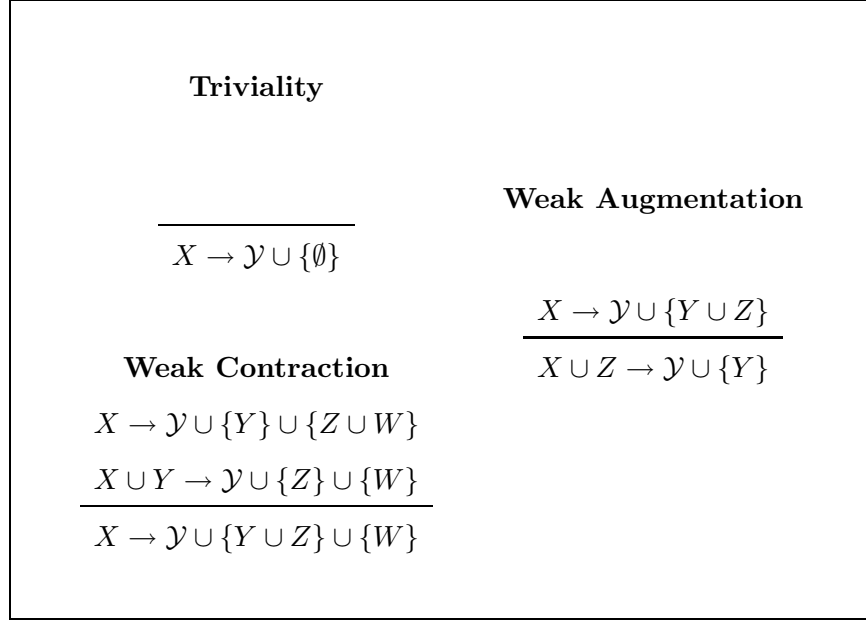 Triviality
X → 𝒴 ∪ {∅}
Weak Augmentation
X → 𝒴 ∪ {Y ∪ Z}
X ∪ Z → 𝒴 ∪ {Y}
Weak Contraction
X → 𝒴 ∪ {Y} ∪ {Z ∪ W}
X ∪ Y → 𝒴 ∪ {Z} ∪ {W}
X → 𝒴 ∪ {Y ∪ Z} ∪ {W}